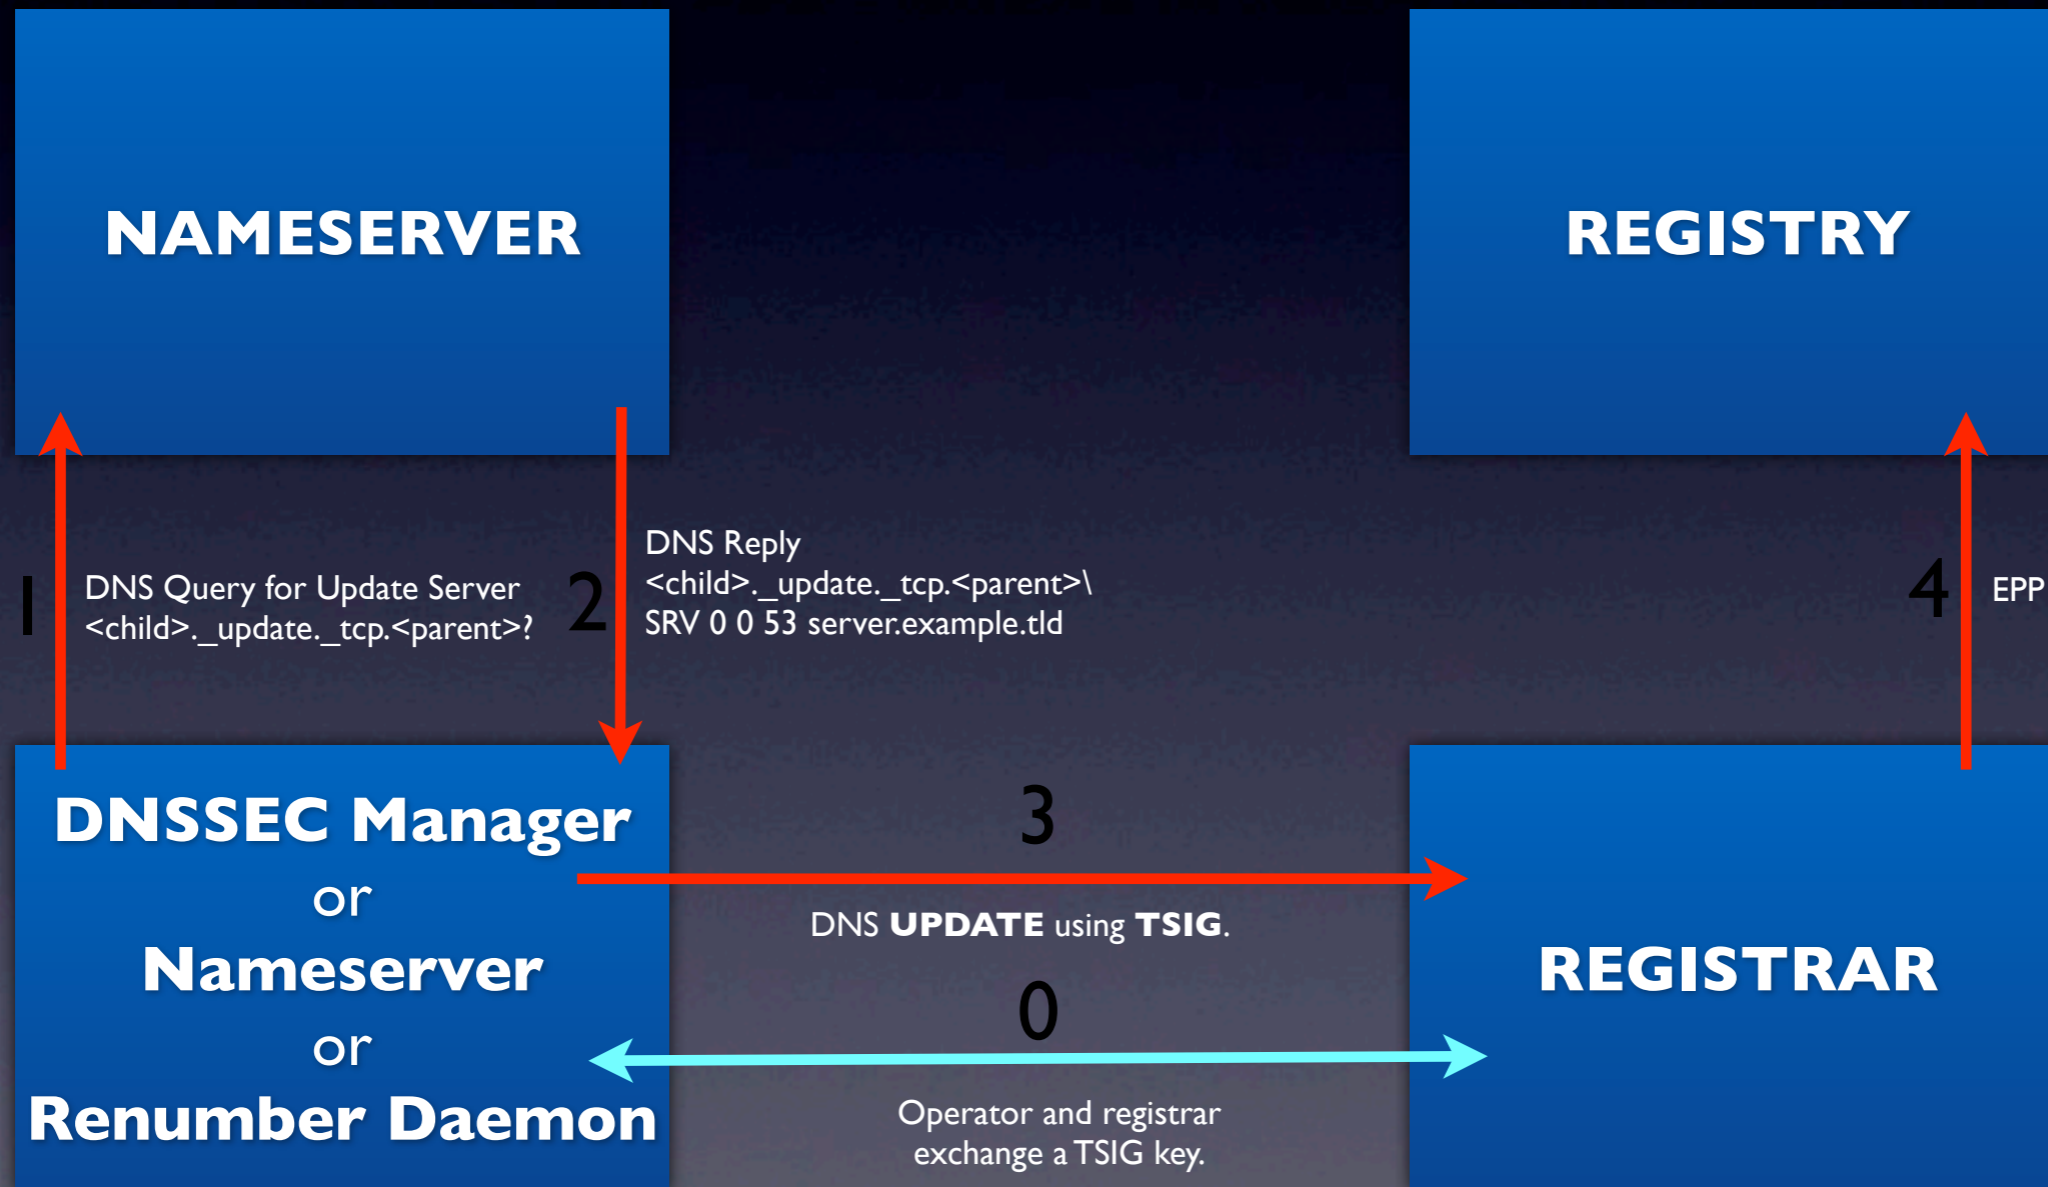 NAMESERVER
REGISTRY
1
DNS Query for Update Server
<child>._update._tcp.<parent>?
2
DNS Reply
<child>._update._tcp.<parent>\
SRV 0 0 53 server.example.tld
4
EPP
DNSSEC Manager
or
Nameserver
or
Renumber Daemon
3
DNS UPDATE using TSIG.
0
Operator and registrar
exchange a TSIG key.
REGISTRAR